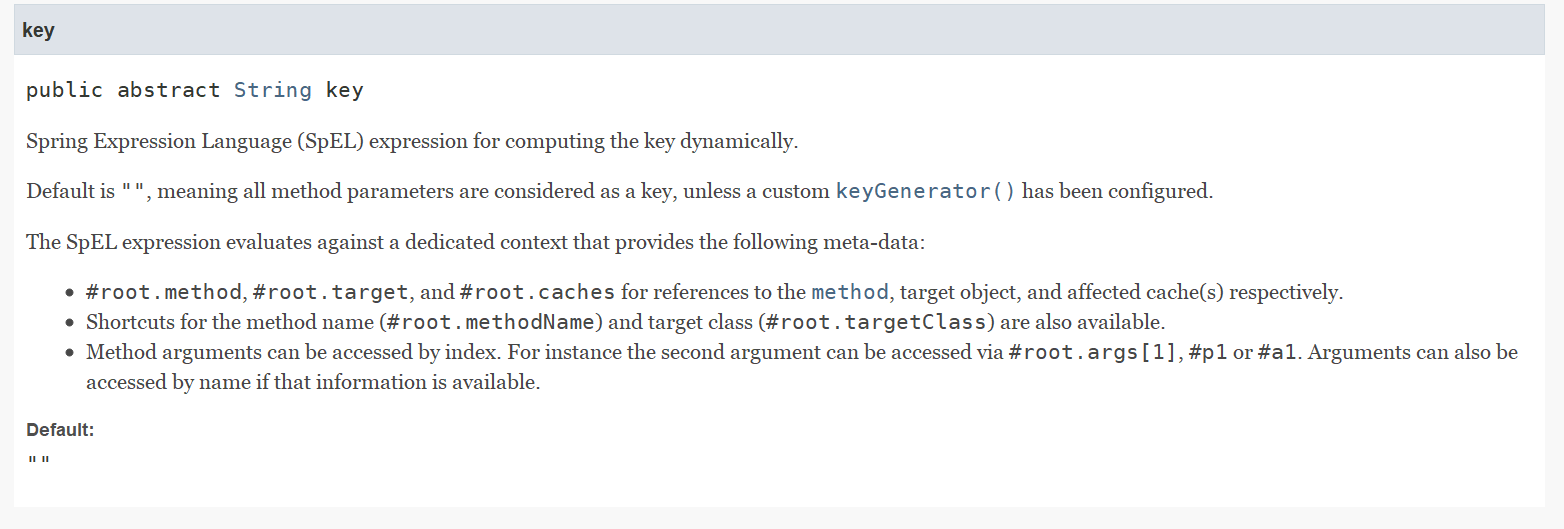 key
public abstract String key
Spring Expression Language (SpEL) expression for computing the key dynamically.
Default is "", meaning all method parameters are considered as a key, unless a custom keyGenerator() has been configured.
The SpEL expression evaluates against a dedicated context that provides the following meta-data:
• #root.method, #root.target, and #root.caches for references to the method, target object, and affected cache(s) respectively.
• Shortcuts for the method name (#root.methodName) and target class (#root.targetClass) are also available.
• Method arguments can be accessed by index. For instance the second argument can be accessed via #root.args[1], #p1 or #a1. Arguments can also be
accessed by name if that information is available.
Default:
""